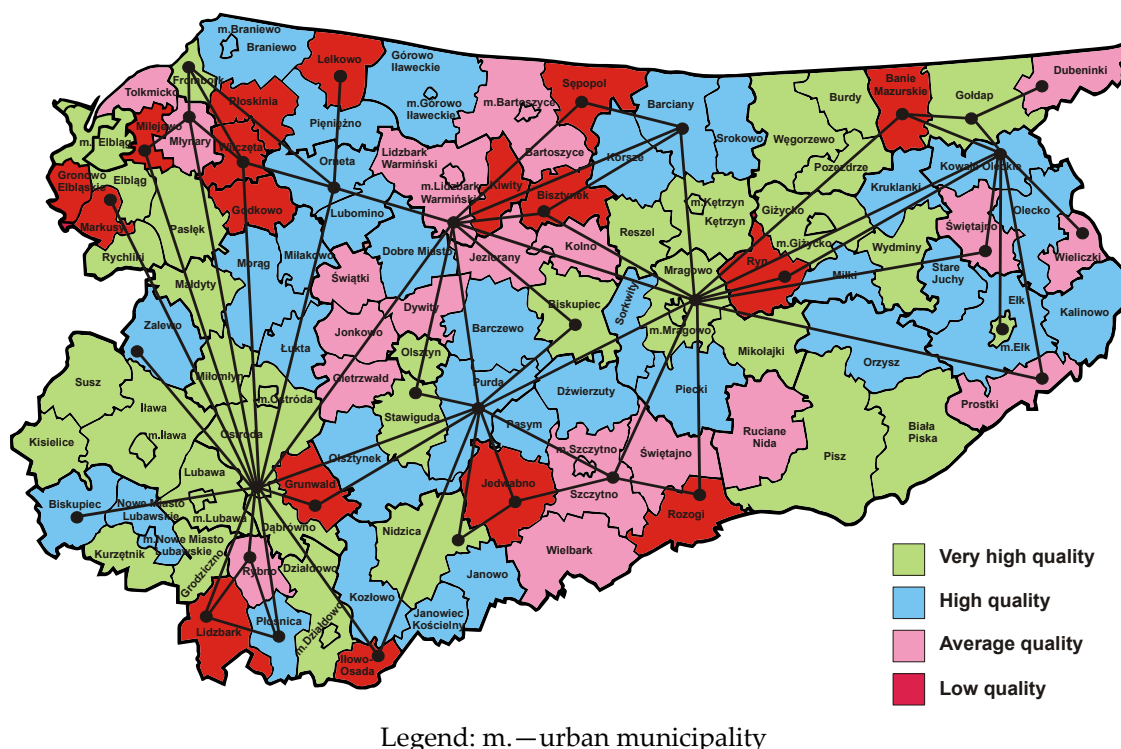 m.Braniewo
Braniewo
Lelkowo
Górowo
Iławeckie
m.Górowo
Iławeckie
Frombork
Tolkmicko
Płoskinia
Pieniężno
Sępopol
m.Bartoszyce
Barciany
Srokowo
Burdy
Banie
Mazurskie
Gołdap
Dubeninki
Węgorzewo
Pozezdrze
m.
Elbląg
Milejewo
Młynary
Wilczęta
Orneta
Lidzbark
Warmiński
Bartoszyce
Korsze
Kowale Oleckie
Kruklanki
Gronowo
Elbląskie
Elbląg
Markusy
Pasłęk
Godkowo
Lubomino
m.Lidzbark
Warmiński
Kiwity
Bisztynek
m.Kętrzyn
Kętrzyn
Reszel
Giżycko
m.Giżycko
Wydminy
Świętajno
Olecko
Wieliczki
Rychliki
Morąg
Miłakowo
Dobre Miasto
Jeziorany
Kolno
Mrągowo
Ryn
Miłki
Stare
Juchy
Ełk
m.Ełk
Kalinowo
Małdyty
Świątki
Dywity
Biskupiec
Sorkwity
m.Mrągowo
Zalewo
Łukta
Jonkowo
Barczewo
Olsztyn
Mikołajki
Orzysz
Prostki
Susz
Miłomłyn
m.Ostróda
Gietrzwałd
Purda
Dźwierzuty
Piecki
Biała
Piska
Iława
m.Iława
Ostróda
Stawiguda
Pasym
Ruciane
Nida
Pisz
Kisielice
Lubawa
Olsztynek
m.Szczytno
Świętajno
Grunwald
Jedwabno
Szczytno
Rozogi
Biskupiec
Nowe Miasto
Lubawskie
m.Lubawa
Dąbrówno
Nidzica
Wielbark
Kurzętnik
m.Nowe Miasto
Lubawskie
Grodziczno
Rybno
Działdowo
Janowo
Kozłowo
Janowiec
Kościelny
Lidzbark
Płośnica
m.Działdowo
Iłowo-
Osada
Very high quality
High quality
Average quality
Low quality
Legend: m.—urban municipality